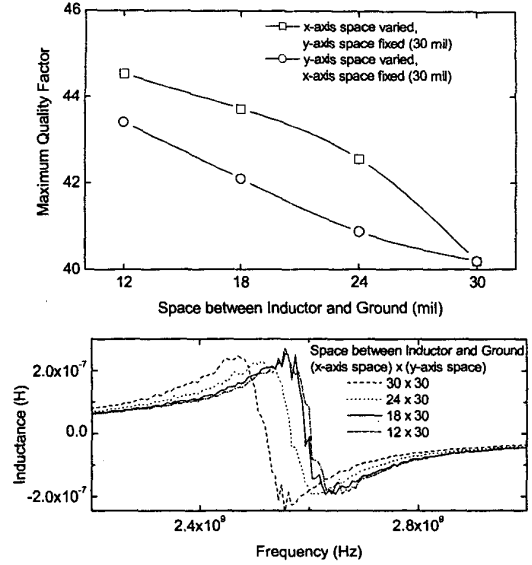 46
44
42
40
Maximum Quality Factor
x-axis space varied,
y-axis space fixed (30 mil)
y-axis space varied,
x-axis space fixed (30 mil)
12 18 24 30
Space between Inductor and Ground (mil)
2.0x10⁻⁷
0.0
-2.0x10⁻⁷
Inductance (H)
Space between Inductor and Ground
(x-axis space) x (y-axis space)
30 x 30
24 x 30
18 x 30
12 x 30
2.4x10⁹ 2.8x10⁹
Frequency (Hz)